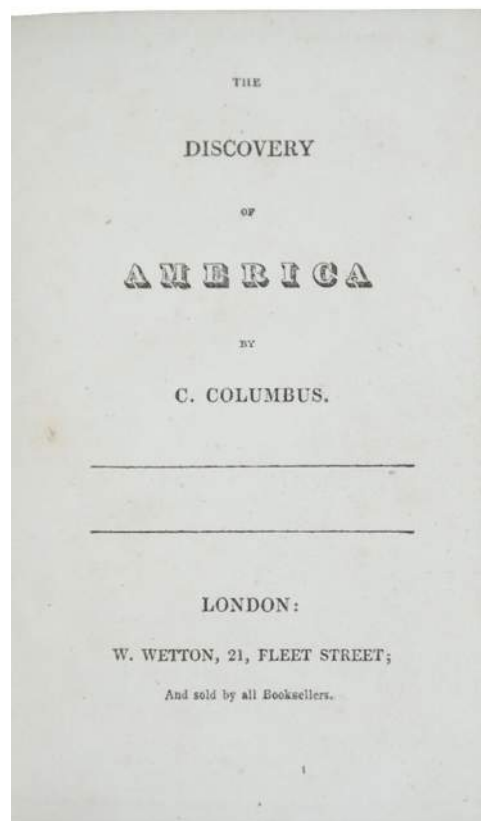 THE
DISCOVERY
OF
AMERICA
BY
C. COLUMBUS.
LONDON:
W. WETTON, 21, FLEET STREET;
And sold by all Booksellers.